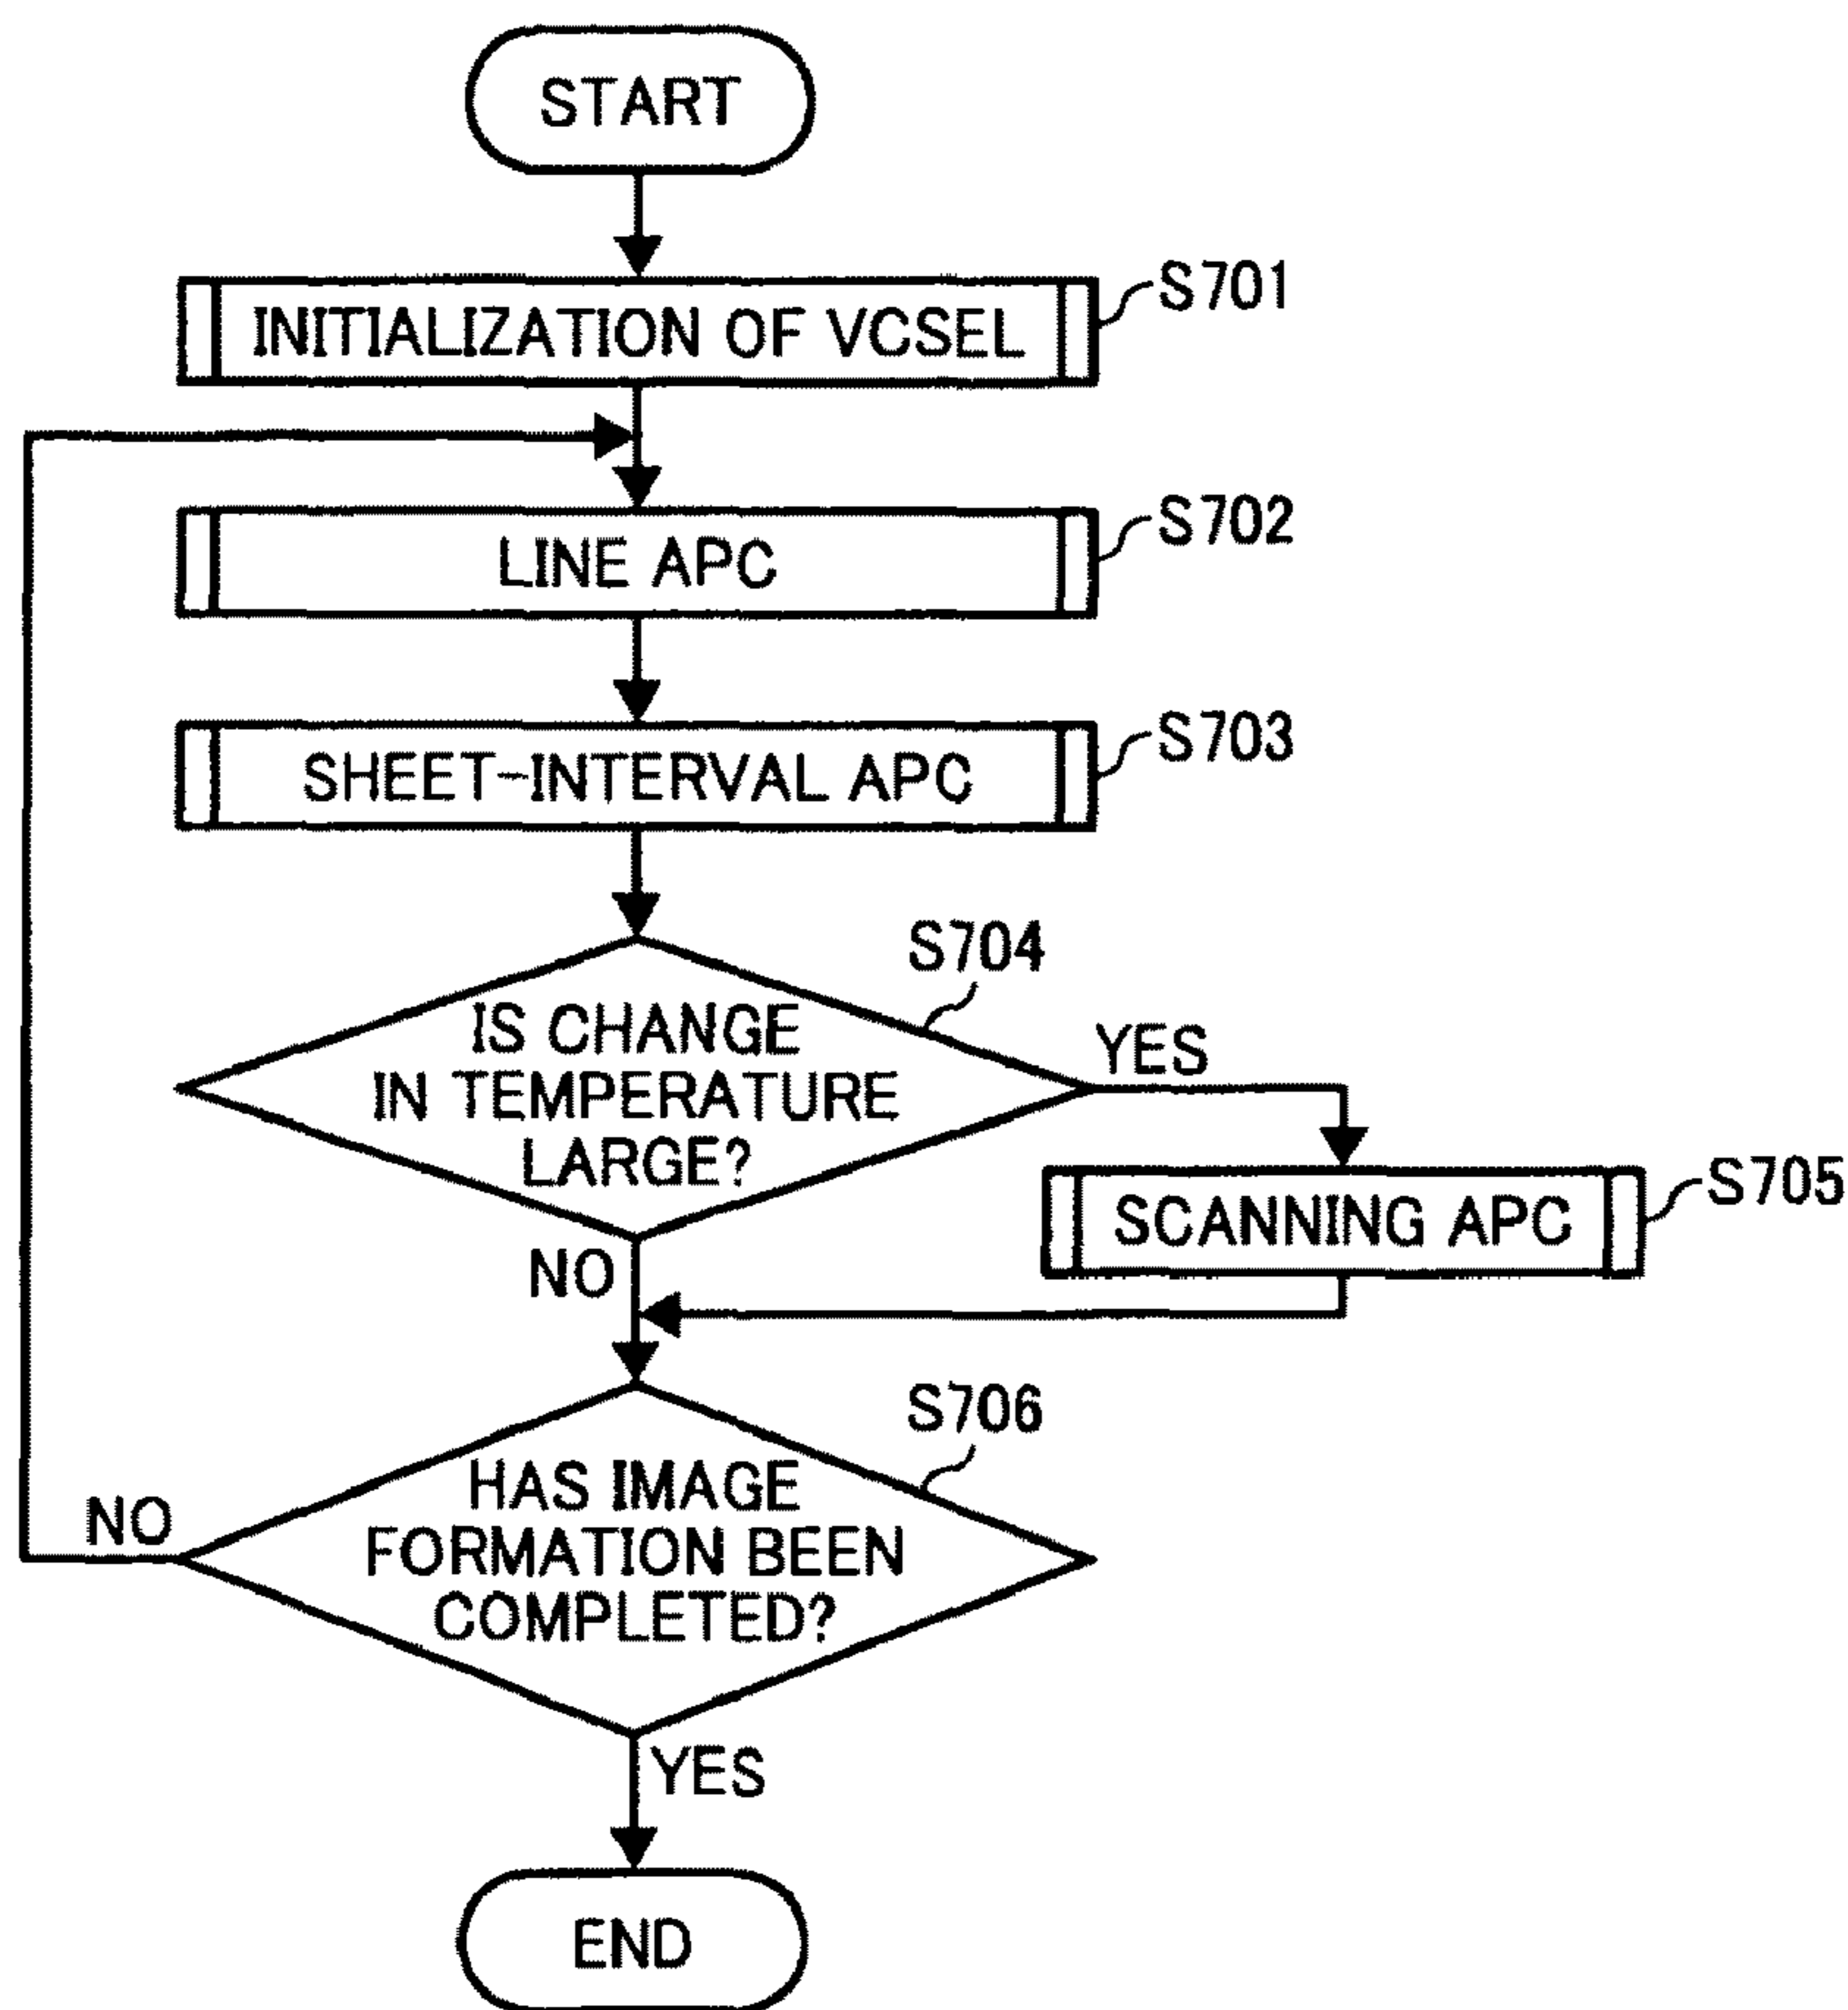 START
INITIALIZATION OF VCSEL
S701
LINE APC
S702
SHEET-INTERVAL APC
S703
S704
IS CHANGE
IN TEMPERATURE
LARGE?
YES
SCANNING APC
S705
NO
S706
HAS IMAGE
FORMATION BEEN
COMPLETED?
NO
YES
END